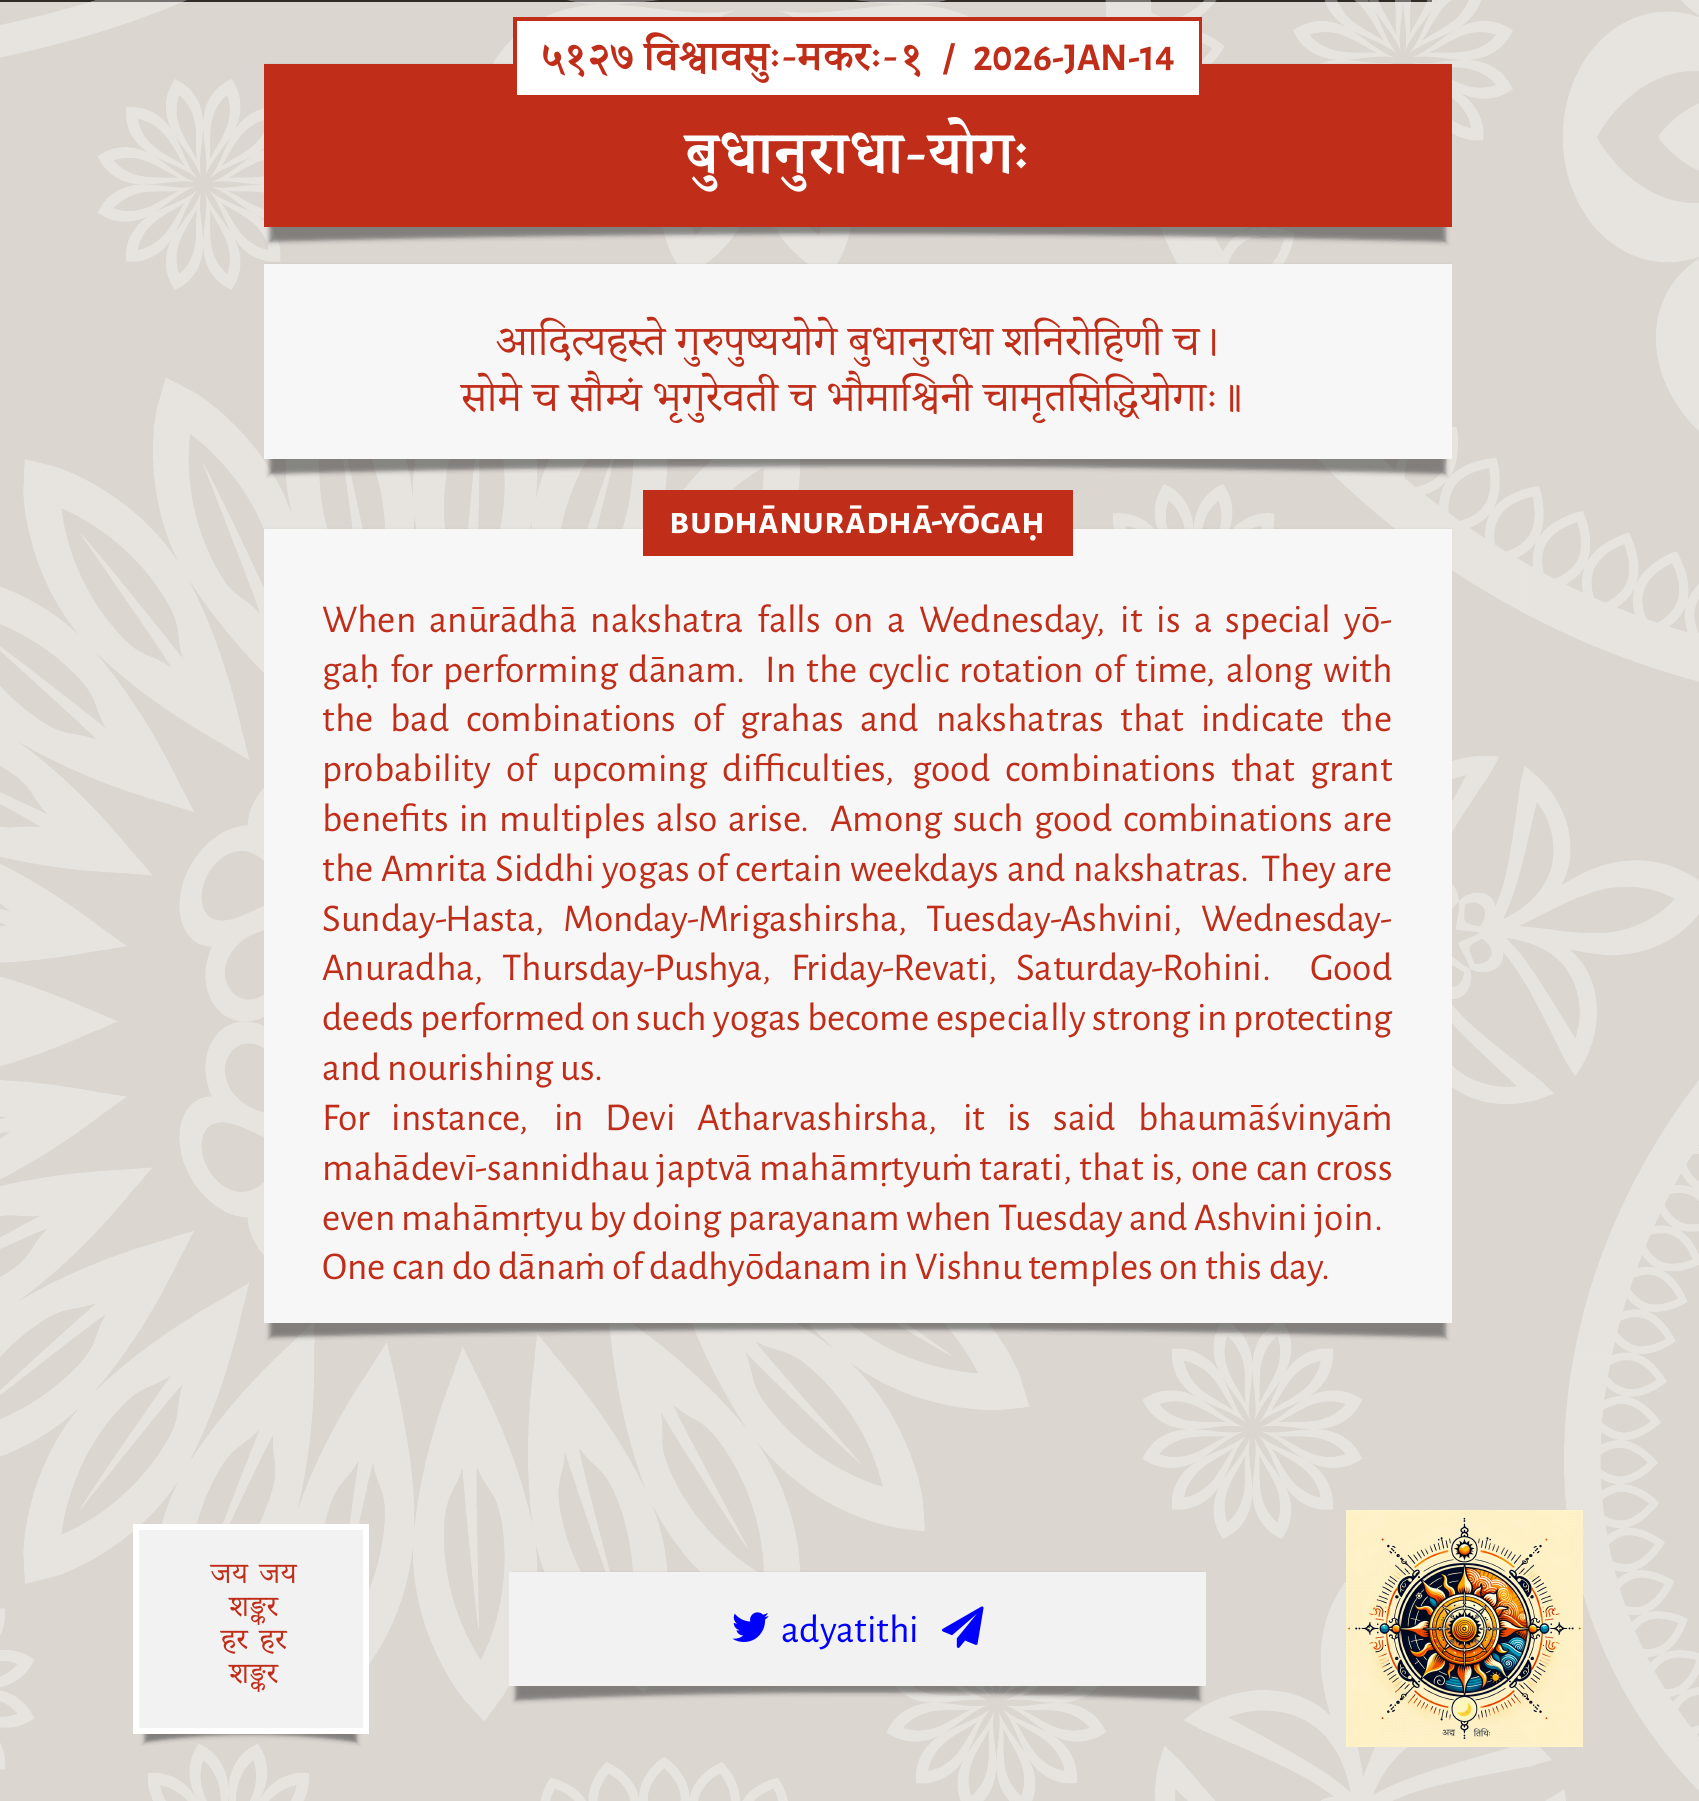 ५१२७ विश्वावसुः-मकरः-१ / 2026-JAN-14
बुधानुराधा-योगः
आदित्यहस्ते गुरुपुष्ययोगे बुधानुराधा शनिरोहिणी च।
सोमे च सौम्यं भृगुरेवती च भौमाश्विनी चामृतसिद्धियोगाः॥
BUDHĀNURĀDHĀ-YŌGAḤ
When anūrādhā nakshatra falls on a Wednesday, it is a special yō-
gaḥ for performing dānam. In the cyclic rotation of time, along with
the bad combinations of grahas and nakshatras that indicate the
probability of upcoming difficulties, good combinations that grant
benefits in multiples also arise. Among such good combinations are
the Amrita Siddhi yogas of certain weekdays and nakshatras. They are
Sunday-Hasta, Monday-Mrigashirsha, Tuesday-Ashvini, Wednesday-
Anuradha, Thursday-Pushya, Friday-Revati, Saturday-Rohini. Good
deeds performed on such yogas become especially strong in protecting
and nourishing us.
For instance, in Devi Atharvashirsha, it is said bhaumāśvinyāṁ
mahādevī-sannidhau japtvā mahāmṛtyuṁ tarati, that is, one can cross
even mahāmṛtyu by doing parayanam when Tuesday and Ashvini join.
One can do dānaṁ of dadhyōdanam in Vishnu temples on this day.
जय जय
शङ्कर
हर हर
शङ्कर
adyatithi
अद्य तिथिः